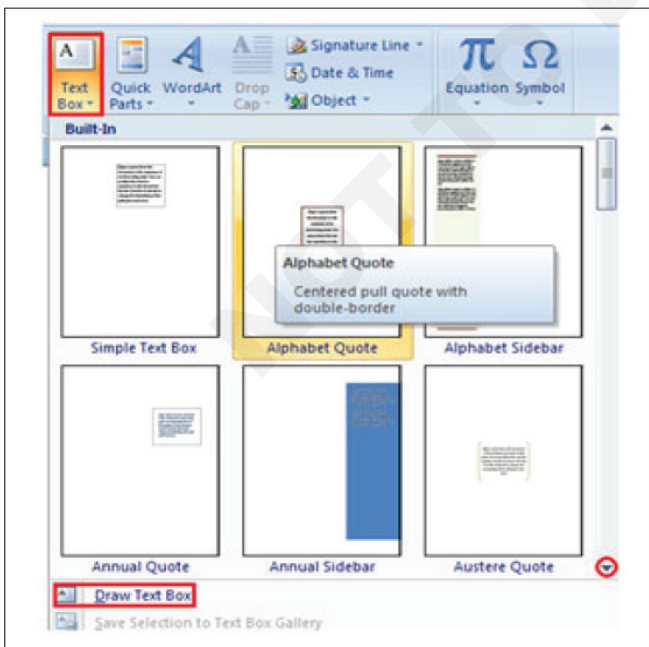 Text Box
Quick Parts
WordArt
Drop Cap
Signature Line
Date & Time
Object
Equation
Symbol
Built-In
Alphabet Quote
Centered pull quote with
double-border
Simple Text Box
Alphabet Quote
Alphabet Sidebar
Annual Quote
Annual Sidebar
Austere Quote
Draw Text Box
Save Selection to Text Box Gallery
NOT TO